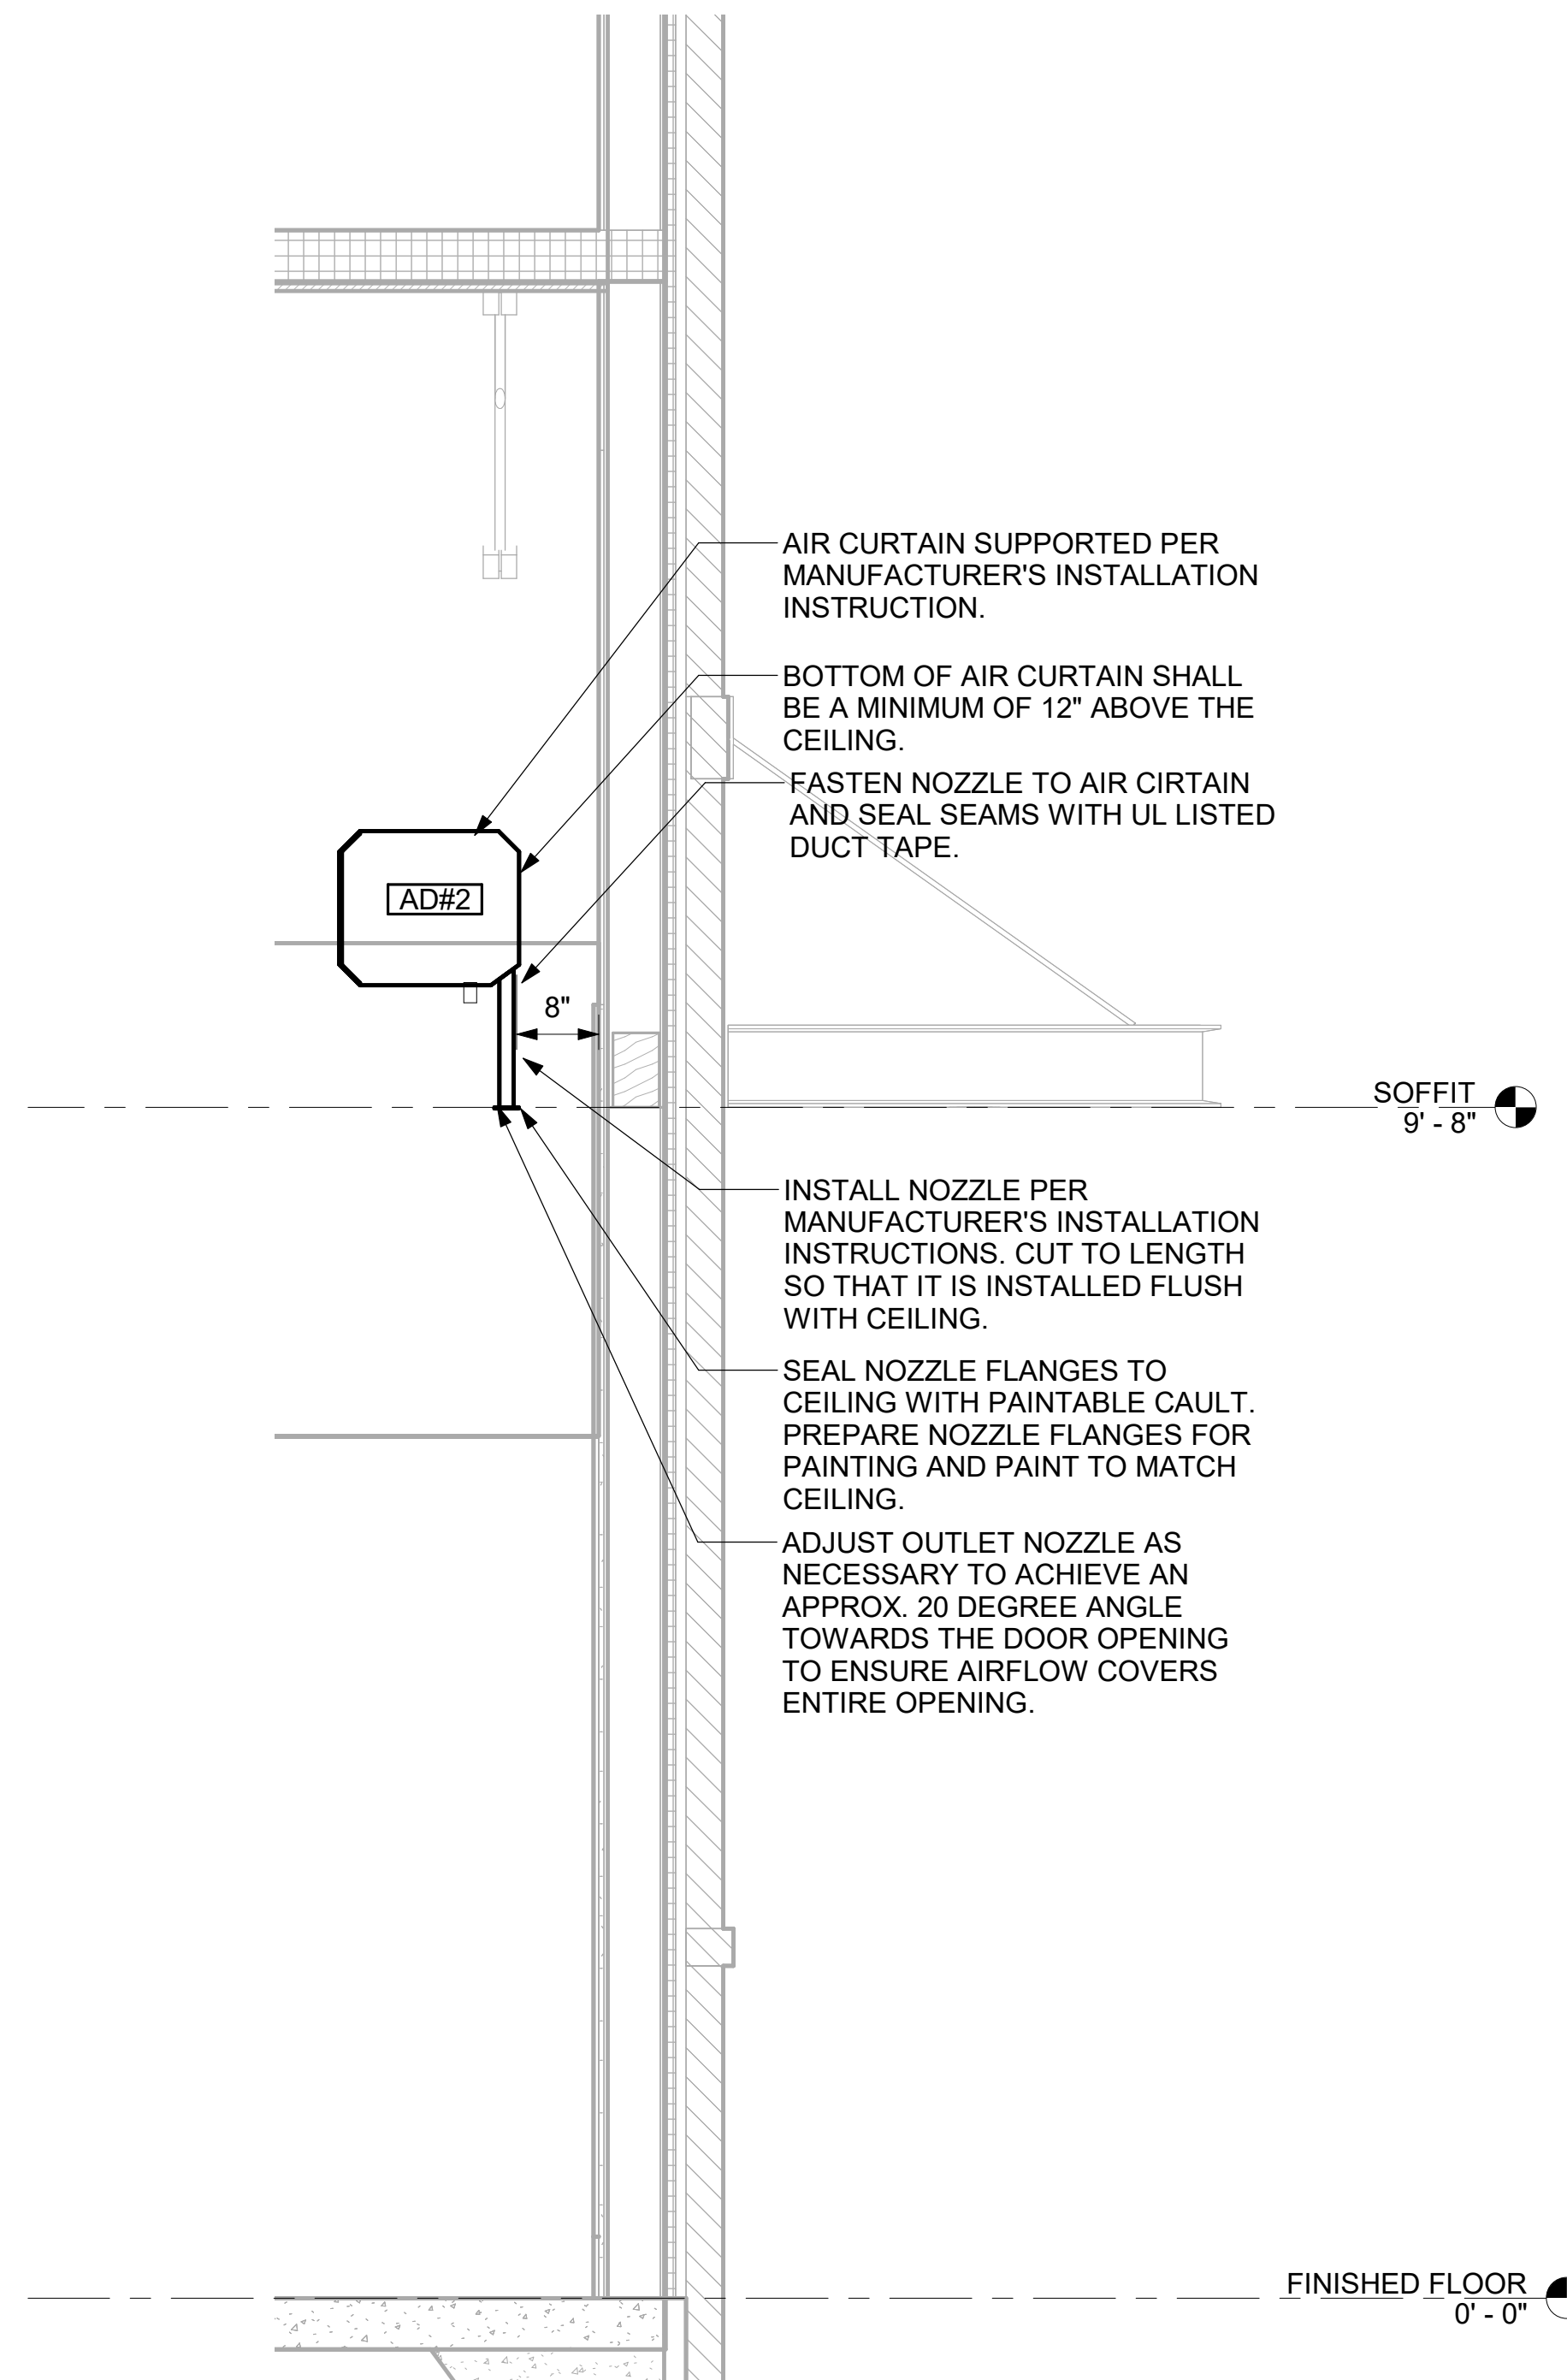 AIR CURTAIN SUPPORTED PER
MANUFACTURER'S INSTALLATION
INSTRUCTION.
BOTTOM OF AIR CURTAIN SHALL
BE A MINIMUM OF 12" ABOVE THE
CEILING.
FASTEN NOZZLE TO AIR CIRTAIN
AND SEAL SEAMS WITH UL LISTED
DUCT TAPE.
AD#2
8"
SOFFIT
9' - 8"
INSTALL NOZZLE PER
MANUFACTURER'S INSTALLATION
INSTRUCTIONS. CUT TO LENGTH
SO THAT IT IS INSTALLED FLUSH
WITH CEILING.
SEAL NOZZLE FLANGES TO
CEILING WITH PAINTABLE CAULT.
PREPARE NOZZLE FLANGES FOR
PAINTING AND PAINT TO MATCH
CEILING.
ADJUST OUTLET NOZZLE AS
NECESSARY TO ACHIEVE AN
APPROX. 20 DEGREE ANGLE
TOWARDS THE DOOR OPENING
TO ENSURE AIRFLOW COVERS
ENTIRE OPENING.
FINISHED FLOOR
0' - 0"